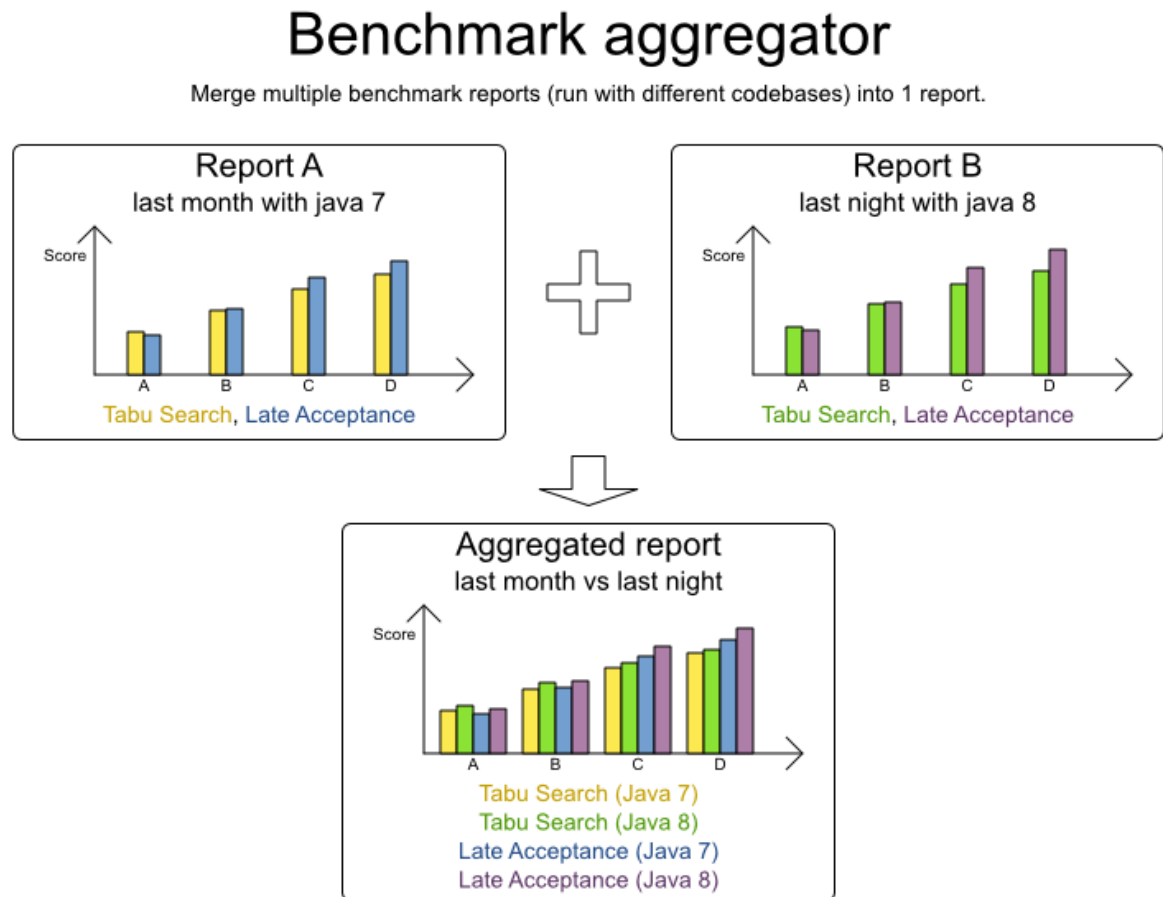 Benchmark aggregator
Merge multiple benchmark reports (run with different codebases) into 1 report.
Report A
last month with java 7
Score
A B C D
Tabu Search, Late Acceptance
Report B
last night with java 8
Score
A B C D
Tabu Search, Late Acceptance
Aggregated report
last month vs last night
Score
A B C D
Tabu Search (Java 7)
Tabu Search (Java 8)
Late Acceptance (Java 7)
Late Acceptance (Java 8)